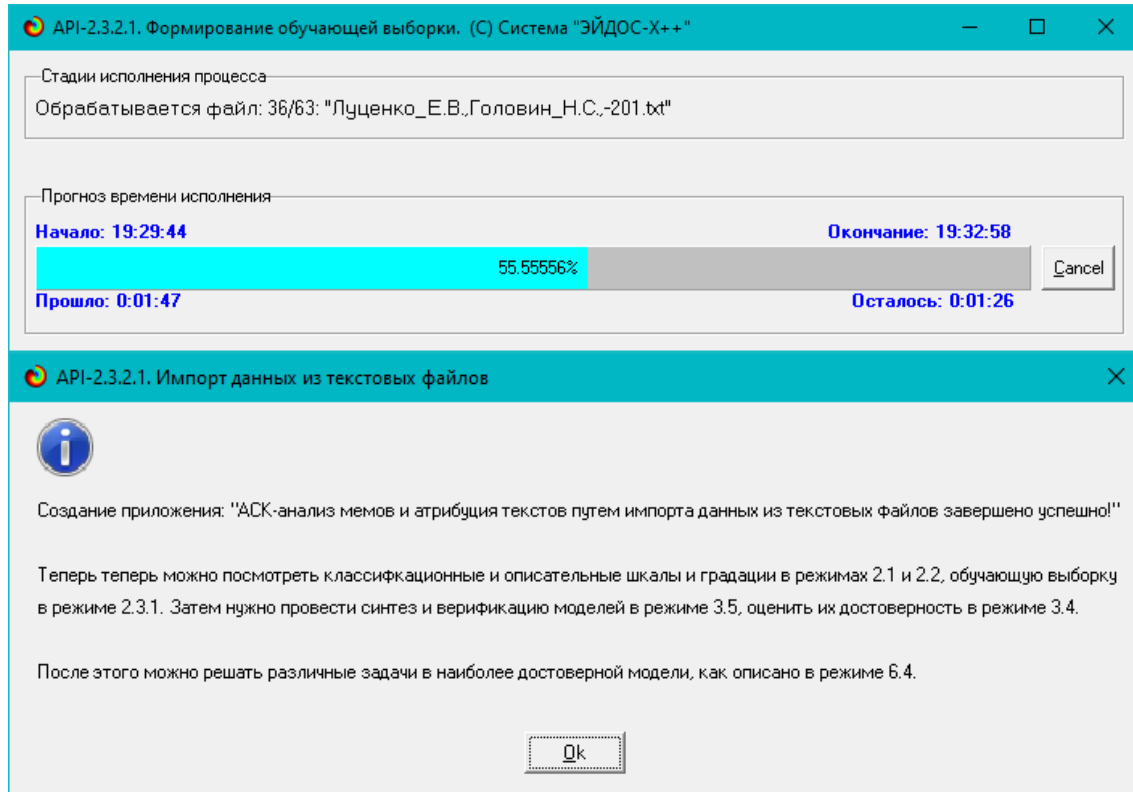 API-2.3.2.1. Формирование обучающей выборки. (C) Система "ЭЙДОС-X++"
Стадии исполнения процесса
Обрабатывается файл: 36/63: "Луценко_Е.В.,Головин_Н.С.,-201.txt"
Прогноз времени исполнения
Начало: 19:29:44 Окончание: 19:32:58
55.55556% Cancel
Прошло: 0:01:47 Осталось: 0:01:26
API-2.3.2.1. Импорт данных из текстовых файлов
Создание приложения: "АСК-анализ мемов и атрибуция текстов путем импорта данных из текстовых файлов завершено успешно!"
Теперь теперь можно посмотреть классифкационные и описательные шкалы и градации в режимах 2.1 и 2.2, обучающую выборку
в режиме 2.3.1. Затем нужно провести синтез и верификацию моделей в режиме 3.5, оценить их достоверность в режиме 3.4.
После этого можно решать различные задачи в наиболее достоверной модели, как описано в режиме 6.4.
Ok